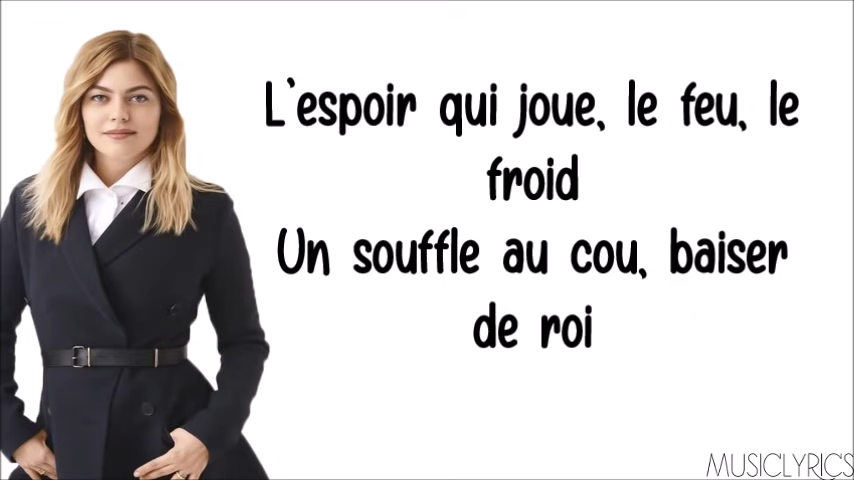 L'espoir qui joue, le feu, le
froid
Un souffle au cou, baiser
de roi
MUSICLYRICS